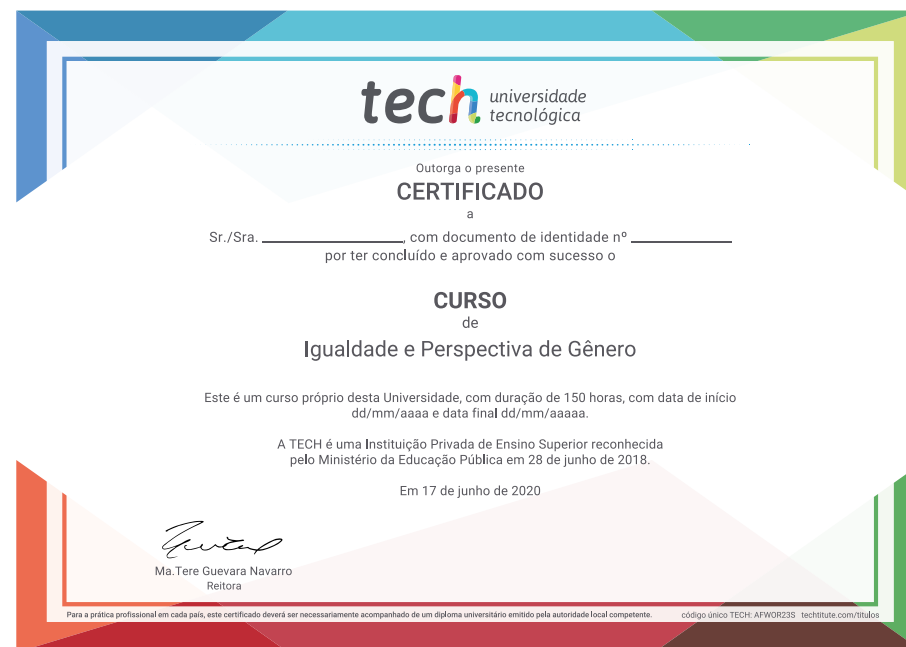 tech universidade
tecnológica
Outorga o presente
CERTIFICADO
a
Sr./Sra. ____________, com documento de identidade nº ____________
por ter concluído e aprovado com sucesso o
CURSO
de
Igualdade e Perspectiva de Gênero
Este é um curso próprio desta Universidade, com duração de 150 horas, com data de início
dd/mm/aaaa e data final dd/mm/aaaaa.
A TECH é uma Instituição Privada de Ensino Superior reconhecida
pelo Ministério da Educação Pública em 28 de junho de 2018.
Em 17 de junho de 2020
Ma.Tere Guevara Navarro
Reitora
Para a prática profissional em cada país, este certificado deverá ser necessariamente acompanhado de um diploma universitário emitido pela autoridade local competente. código único TECH: AFWOR23S techtitute.com/titulos